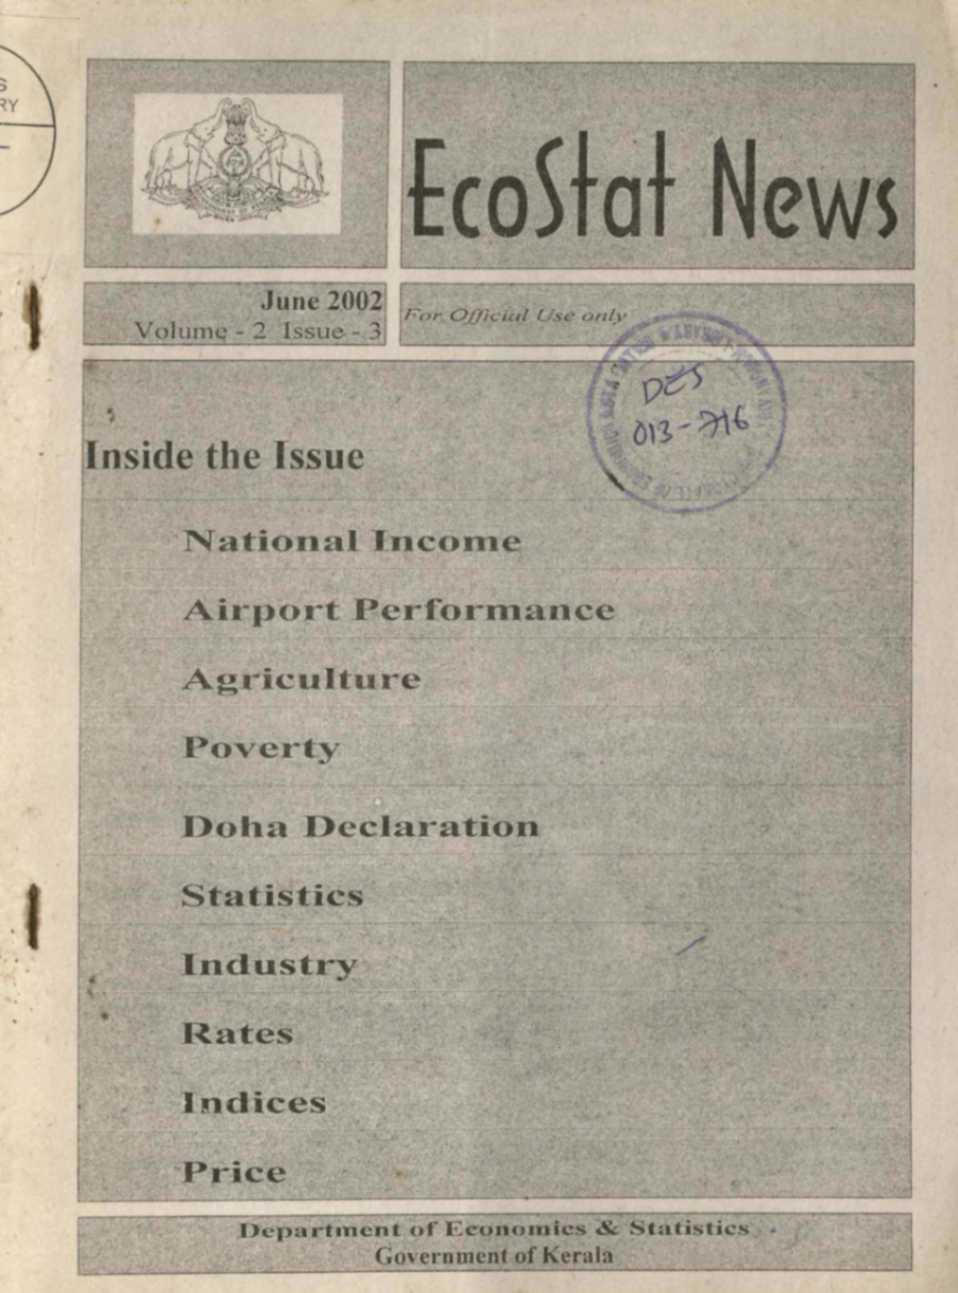 RY
EcoStat News
June 2002
Volume - 2 Issue - 3
For Official Use only
DES
013-716
Inside the Issue
National Income
Airport Performance
Agriculture
Poverty
Doha Declaration
Statistics
Industry
Rates
Indices
Price
Department of Economics & Statistics
Government of Kerala